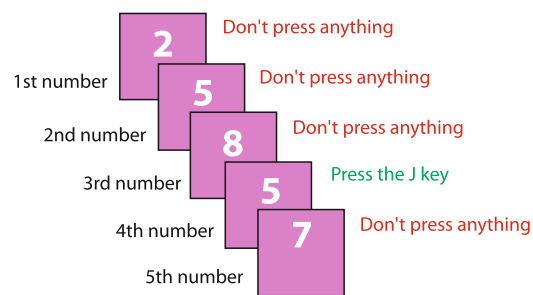 2
Don't press anything
1st number
5
Don't press anything
2nd number
8
Don't press anything
3rd number
5
Press the J key
4th number
7
Don't press anything
5th number